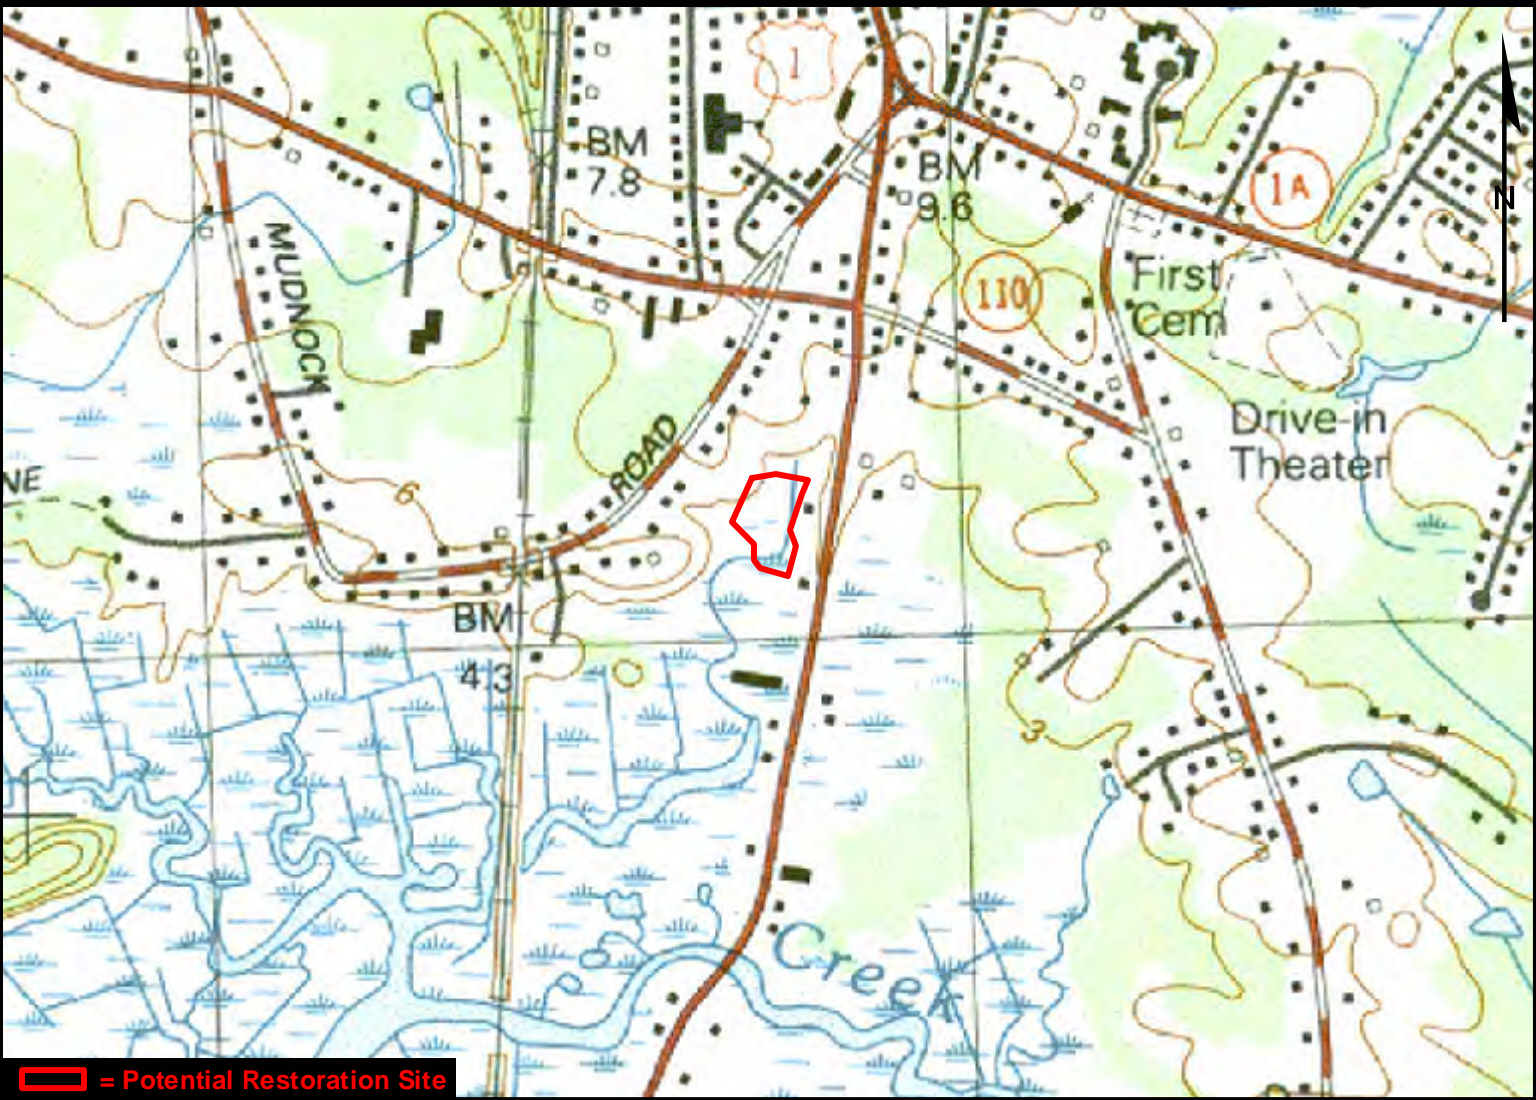 1
BM
7.8
BM
9.6
1A
N
MUDNOCK
First
Cem
110
ROAD
Drive-in
Theater
NE
6
BM
4.3
3
Creek
= Potential Restoration Site